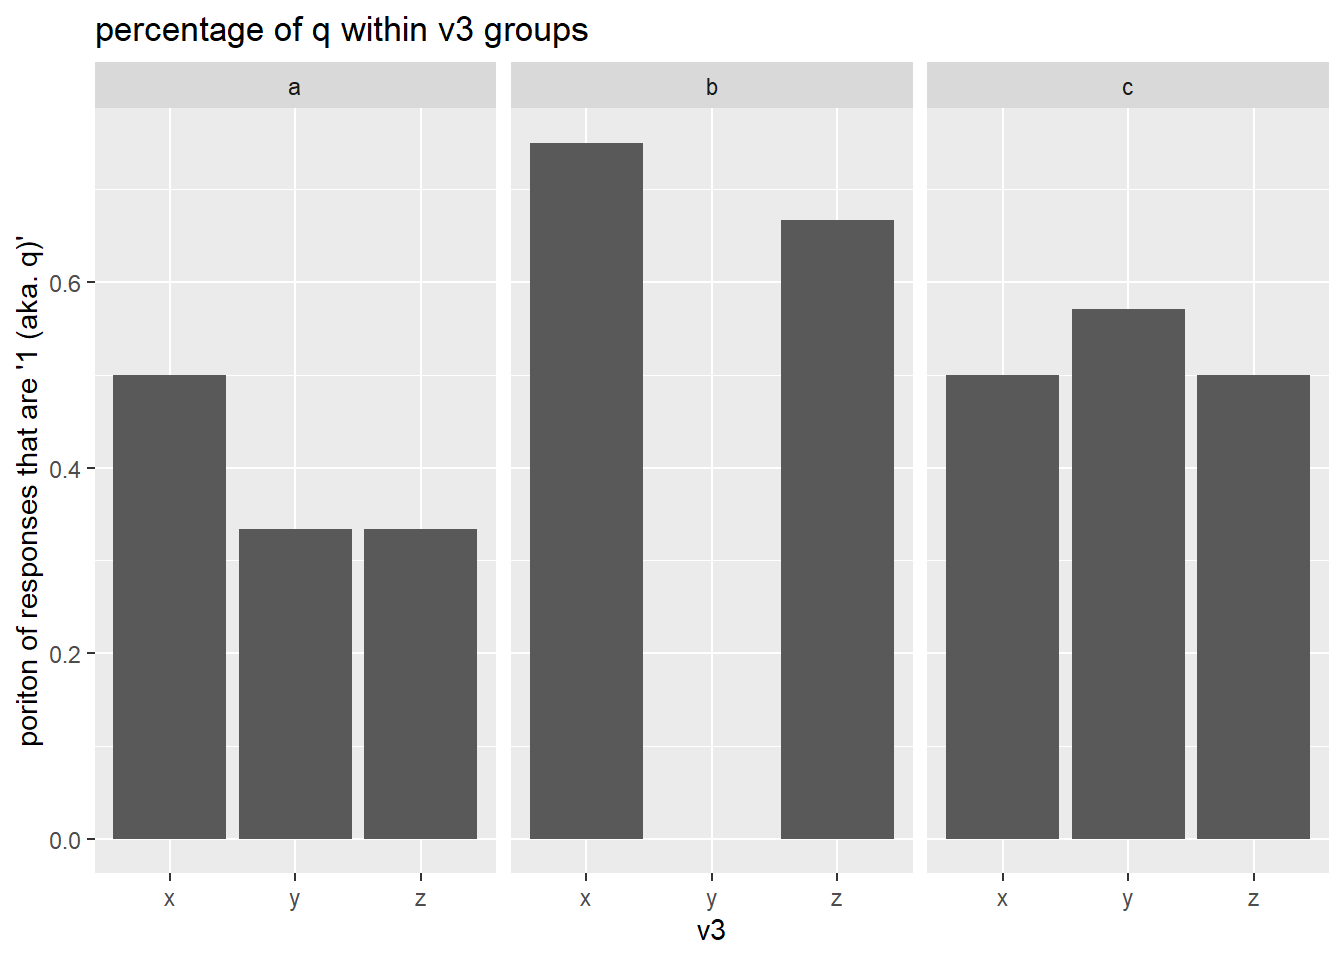 percentage of q within v3 groups
a
b
c
poriton of responses that are '1 (aka. q)'
0.6
0.4
0.2
0.0
x y z
x y z
x y z
v3